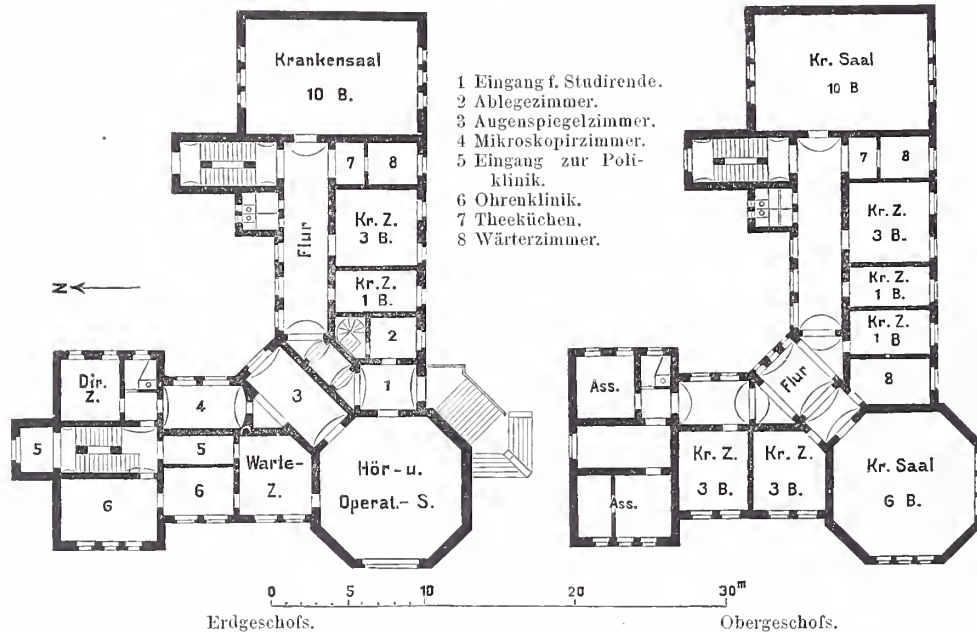 Krankensaal
10 B.
7
8
Kr. Z.
3 B.
Flur
Kr. Z.
1 B.
2
1
3
4
Dir.
Z.
5
5
6
6
Warte-
Z.
Hör- u.
Operat.- S.
N
1 Eingang f. Studirende.
2 Ablegezimmer.
3 Augenspiegelzimmer.
4 Mikroskopirzimmer.
5 Eingang zur Poli-
klinik.
6 Ohrenklinik.
7 Theeküchen.
8 Wärterzimmer.
Kr. Saal
10 B
7
8
Kr. Z.
3 B.
Kr. Z.
1 B.
Kr. Z.
1 B
8
Flur
Ass.
Ass.
Kr. Z.
3 B.
Kr. Z.
3 B.
Kr. Saal
6 B.
0 5 10 20 30m
Erdgeschofs.
Obergeschofs.